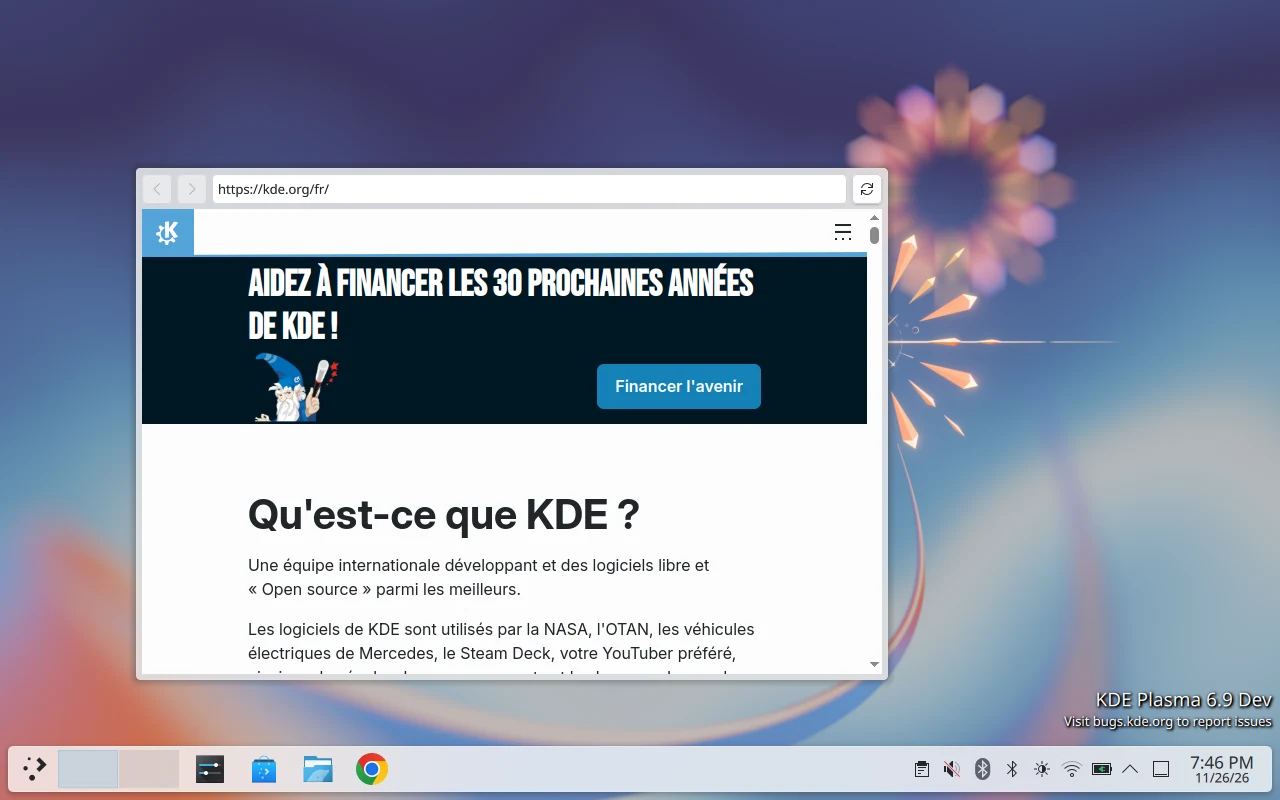 https://kde.org/fr/
AIDEZ À FINANCER LES 30 PROCHAINES ANNÉES
DE KDE !
Financer l'avenir
Qu'est-ce que KDE ?
Une équipe internationale développant et des logiciels libre et
« Open source » parmi les meilleurs.
Les logiciels de KDE sont utilisés par la NASA, l'OTAN, les véhicules
électriques de Mercedes, le Steam Deck, votre YouTuber préféré,
KDE Plasma 6.9 Dev
Visit bugs.kde.org to report issues
7:46 PM
11/26/26